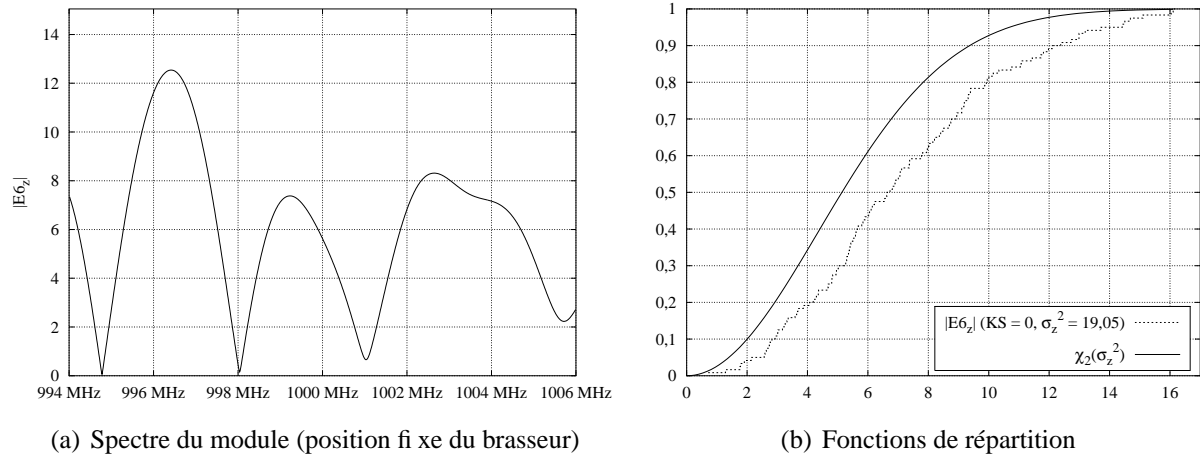 14
12
10
8
6
4
2
0
|E6z|
994 MHz 996 MHz 998 MHz 1000 MHz 1002 MHz 1004 MHz 1006 MHz
(a) Spectre du module (position fi xe du brasseur)
1
0,9
0,8
0,7
0,6
0,5
0,4
0,3
0,2
0,1
0
0 2 4 6 8 10 12 14 16
|E6z| (KS = 0, σz² = 19,05)
χ2(σz²)
(b) Fonctions de répartition